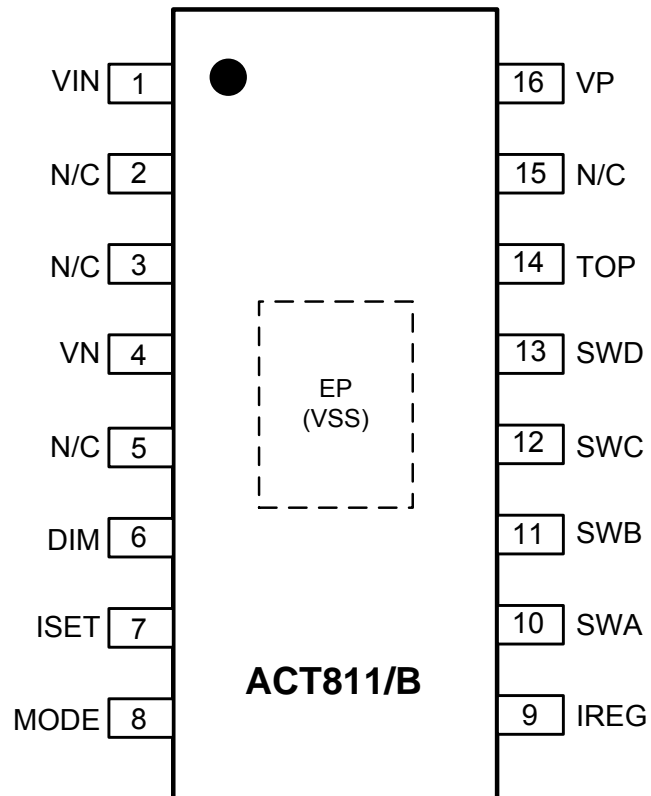 VIN 1 16 VP
N/C 2 15 N/C
N/C 3 14 TOP
VN 4 13 SWD
EP
(VSS)
N/C 5 12 SWC
DIM 6 11 SWB
ISET 7 10 SWA
ACT811/B
MODE 8 9 IREG